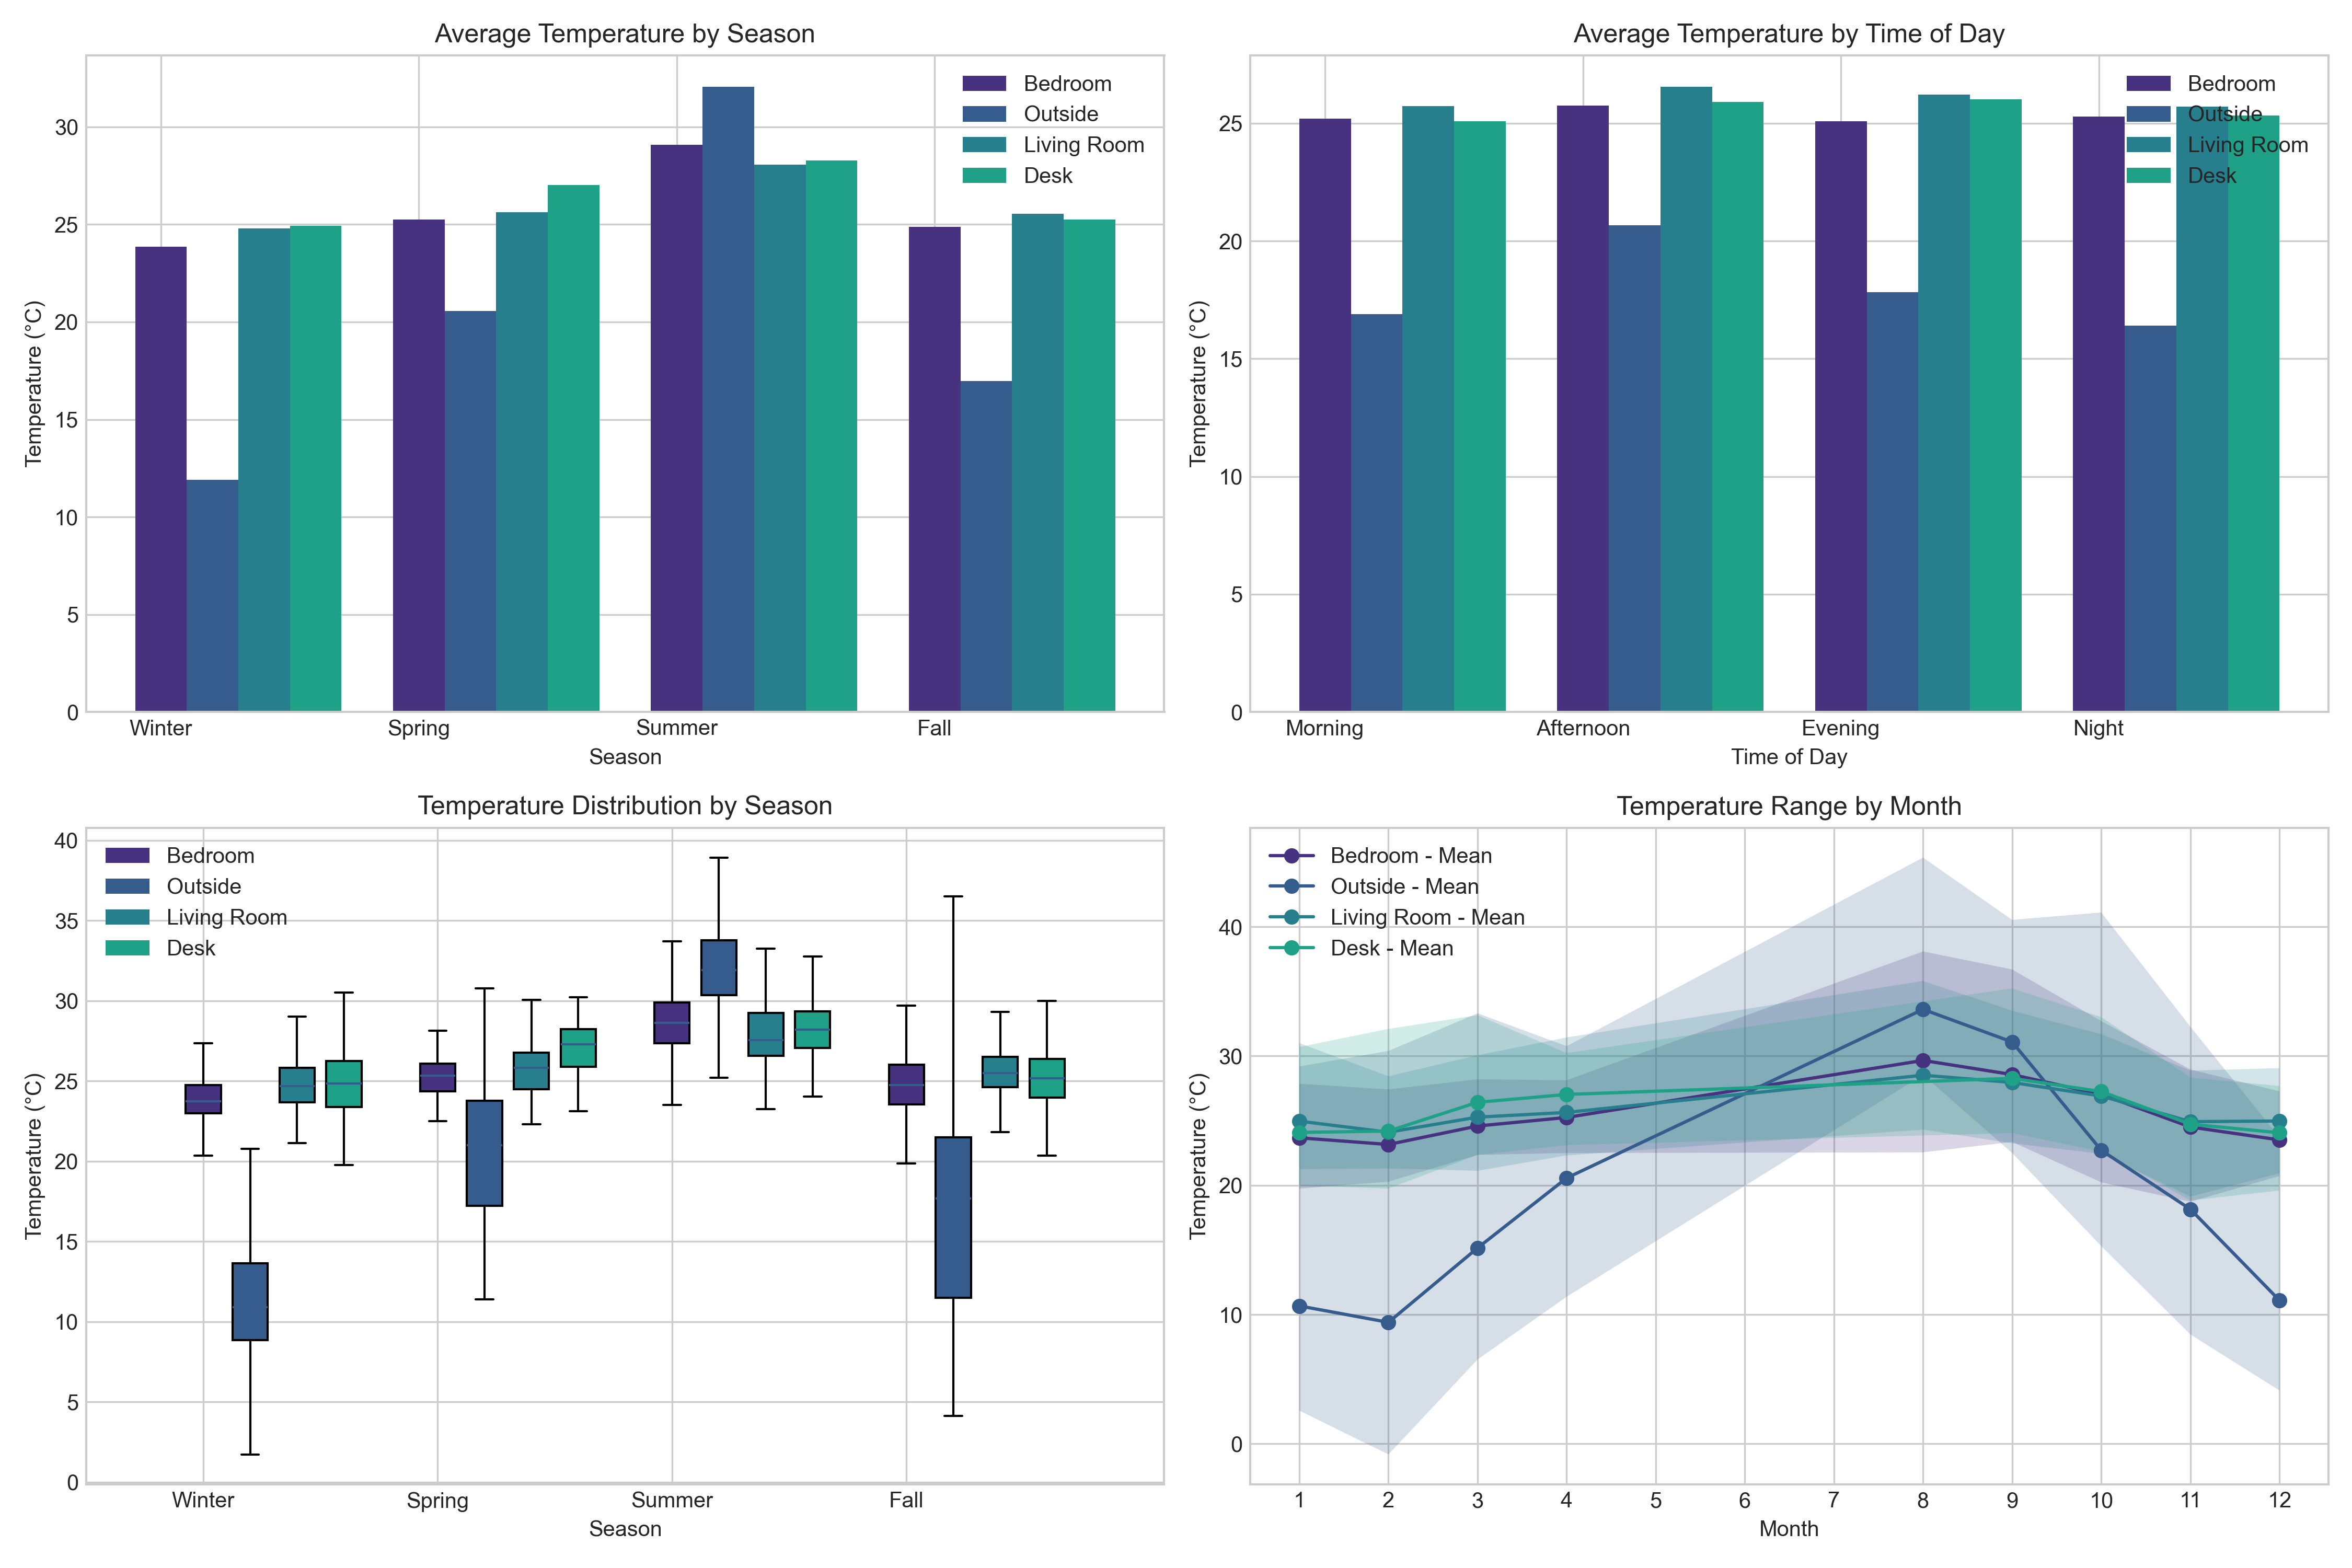 Average Temperature by Season
Bedroom
Outside
Living Room
Desk
30
25
20
15
10
5
0
Temperature (°C)
Winter Spring Summer Fall
Season
Average Temperature by Time of Day
Bedroom
Outside
Living Room
Desk
25
20
15
10
5
0
Temperature (°C)
Morning Afternoon Evening Night
Time of Day
Temperature Distribution by Season
Bedroom
Outside
Living Room
Desk
40
35
30
25
20
15
10
5
0
Temperature (°C)
Winter Spring Summer Fall
Season
Temperature Range by Month
Bedroom - Mean
Outside - Mean
Living Room - Mean
Desk - Mean
40
30
20
10
0
Temperature (°C)
1 2 3 4 5 6 7 8 9 10 11 12
Month